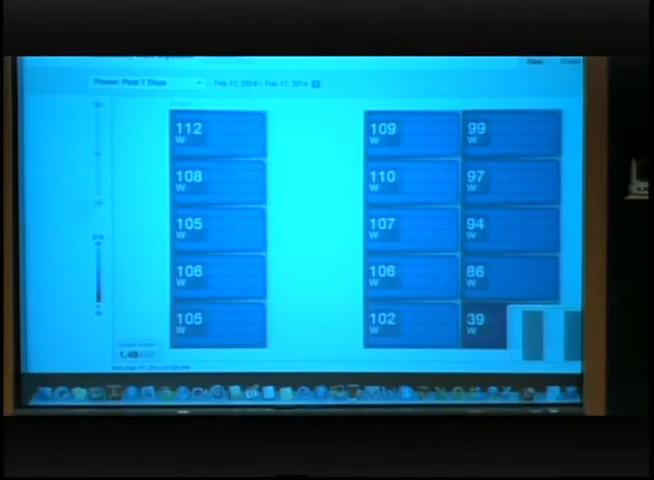 Power: Past 7 Days
Feb 11, 2014 – Feb 17, 2014
112 W
109 W
99 W
108 W
110 W
97 W
105 W
107 W
94 W
106 W
106 W
86 W
105 W
102 W
39 W
1.49